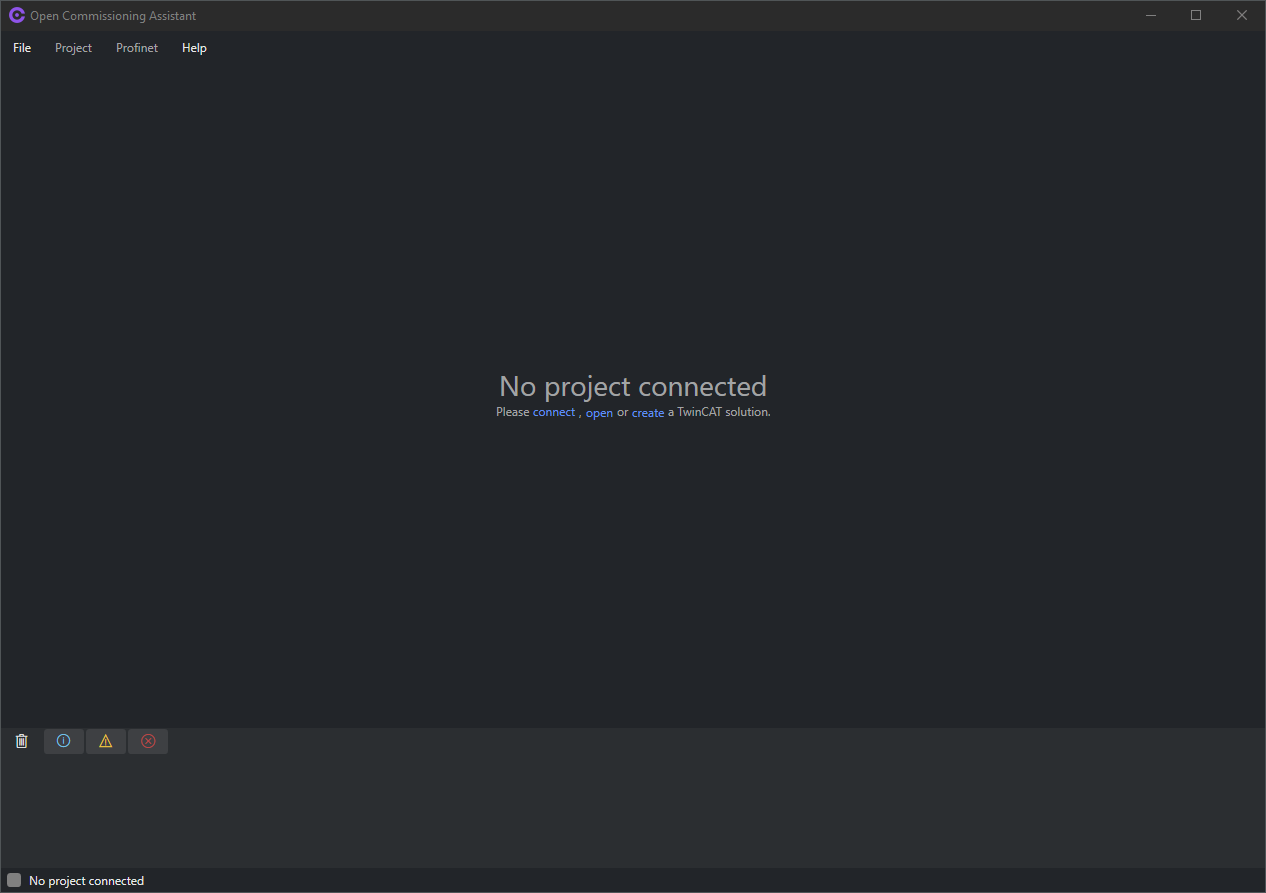 Open Commissioning Assistant
File Project Profinet Help
No project connected
Please connect , open or create a TwinCAT solution.
No project connected